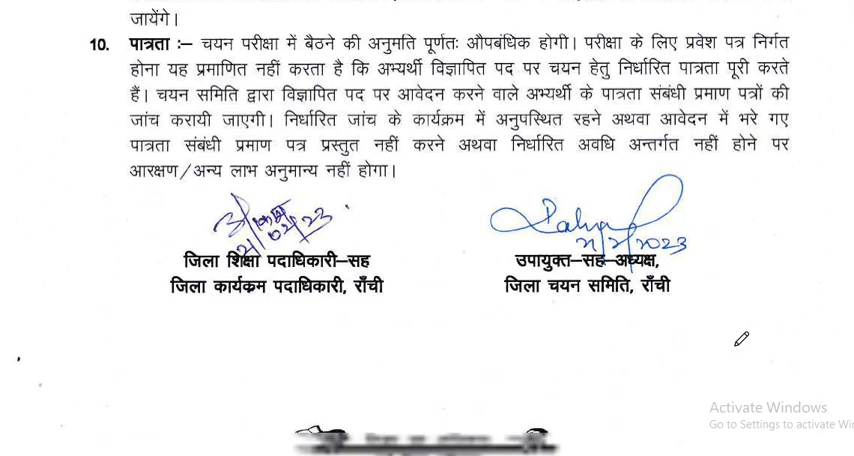 जायेंगे।
10. पात्रता :– चयन परीक्षा में बैठने की अनुमति पूर्णतः औपबंधिक होगी। परीक्षा के लिए प्रवेश पत्र निर्गत
होना यह प्रमाणित नहीं करता है कि अभ्यर्थी विज्ञापित पद पर चयन हेतु निर्धारित पात्रता पूरी करते
हैं। चयन समिति द्वारा विज्ञापित पद पर आवेदन करने वाले अभ्यर्थी के पात्रता संबंधी प्रमाण पत्रों की
जांच करायी जाएगी। निर्धारित जांच के कार्यक्रम में अनुपस्थित रहने अथवा आवेदन में भरे गए
पात्रता संबंधी प्रमाण पत्र प्रस्तुत नहीं करने अथवा निर्धारित अवधि अन्तर्गत नहीं होने पर
आरक्षण/अन्य लाभ अनुमान्य नहीं होगा।
जिला शिक्षा पदाधिकारी–सह
जिला कार्यक्रम पदाधिकारी, राँची
उपायुक्त–सह–अध्यक्ष,
जिला चयन समिति, राँची
Activate Windows
Go to Settings to activate Wi